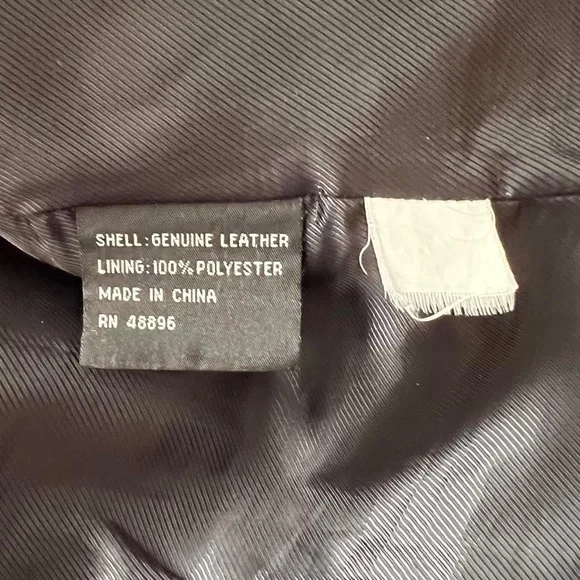 SHELL: GENUINE LEATHER
LINING: 100% POLYESTER
MADE IN CHINA
RN 48896